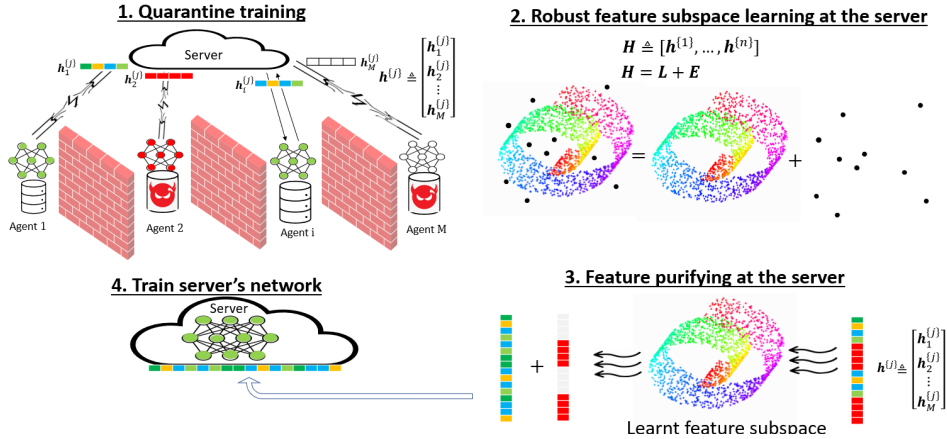 1. Quarantine training
Server
h_1^{j}
h_2^{j}
h_i^{j}
h_M^{j}
h^{j} ≜ [h_1^{j} h_2^{j} ⋮ h_M^{j}]
Agent 1
Agent 2
Agent i
Agent M
2. Robust feature subspace learning at the server
H ≜ [h^{1}, … , h^{n}]
H = L + E
=
+
3. Feature purifying at the server
+
h^{j} ≜ [h_1^{j} h_2^{j} ⋮ h_M^{j}]
Learnt feature subspace
4. Train server's network
Server